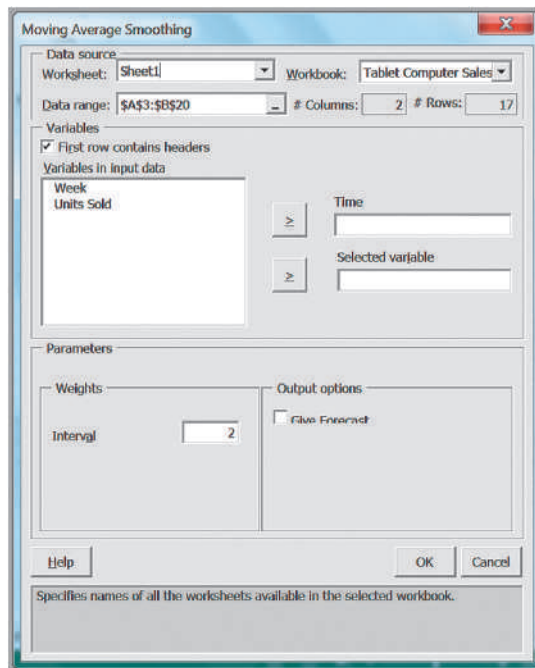 Moving Average Smoothing
Data source
Worksheet: Sheet1 Workbook: Tablet Computer Sales
Data range: $A$3:$B$20 # Columns: 2 # Rows: 17
Variables
First row contains headers
Variables in input data
Week
Units Sold
Time
Selected variable
Parameters
Weights
Output options
Interval 2
Give Forecast
Help OK Cancel
Specifies names of all the worksheets available in the selected workbook.